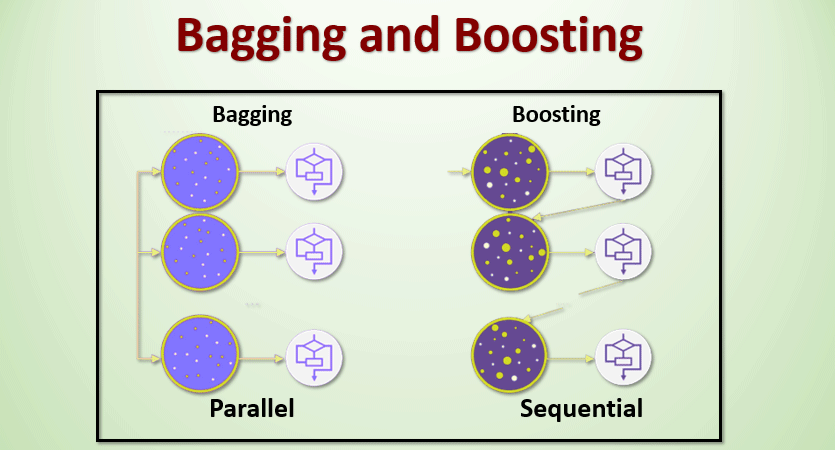 Bagging and Boosting
Bagging
Boosting
Parallel
Sequential